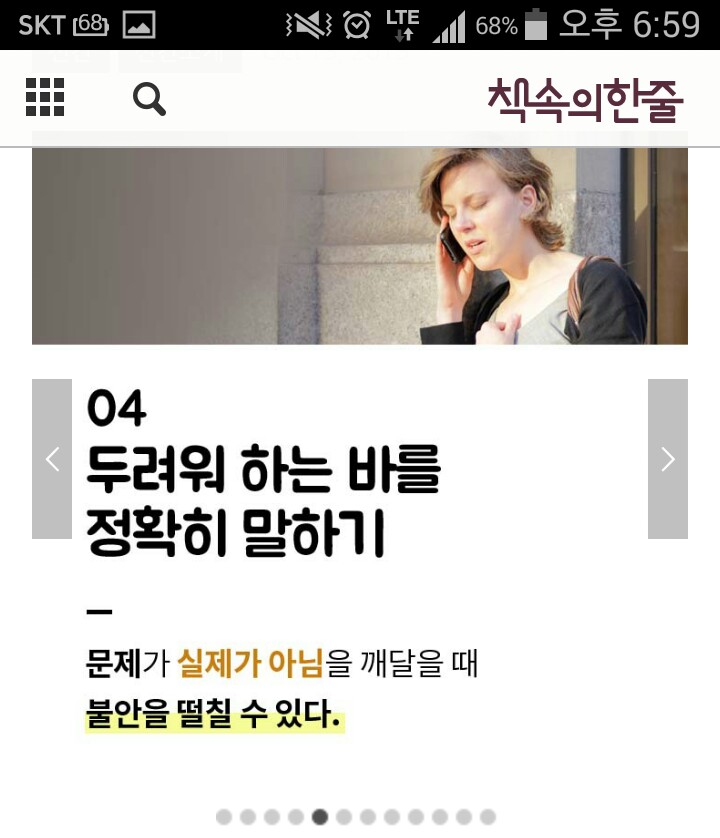 SKT 68 LTE 68% 오후 6:59
책속의한줄
04
두려워 하는 바를
정확히 말하기
문제가 실제가 아님을 깨달을 때
불안을 떨칠 수 있다.